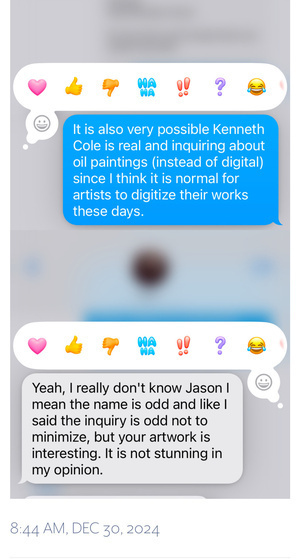 HA
HA
!!
?
It is also very possible Kenneth
Cole is real and inquiring about
oil paintings (instead of digital)
since I think it is normal for
artists to digitize their works
these days.
HA
HA
!!
?
Yeah, I really don't know Jason I
mean the name is odd and like I
said the inquiry is odd not to
minimize, but your artwork is
interesting. It is not stunning in
my opinion.
8:44 AM, DEC 30, 2024